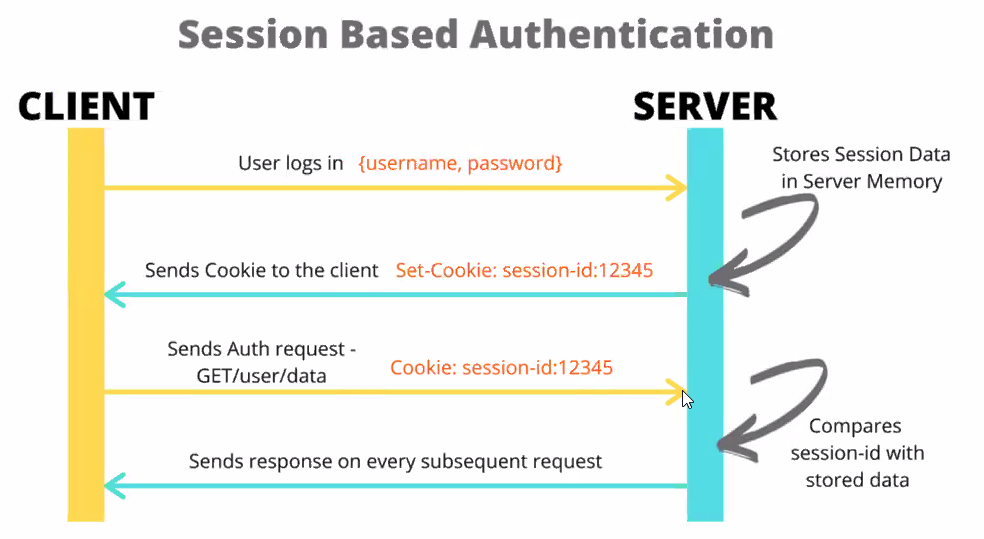 Session Based Authentication
CLIENT
SERVER
User logs in {username, password}
Stores Session Data
in Server Memory
Sends Cookie to the client Set-Cookie: session-id:12345
Sends Auth request -
GET/user/data
Cookie: session-id:12345
Compares
session-id with
stored data
Sends response on every subsequent request